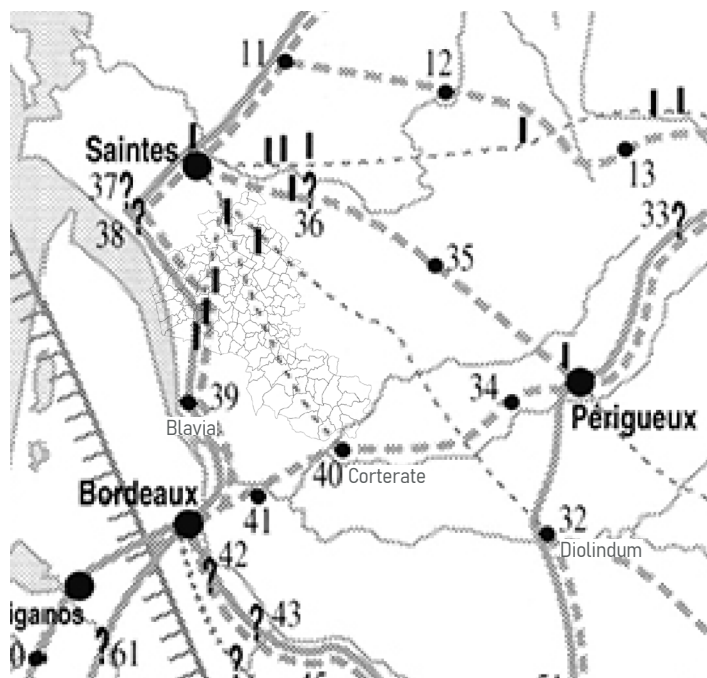 11
12
13
Saintes
37?
38 ?
?
36
33?
35
34
Périgueux
39
Blavia
40 Corterate
Bordeaux
41
32
Diolindum
42
?
? 43
iganos
0
? 61
?